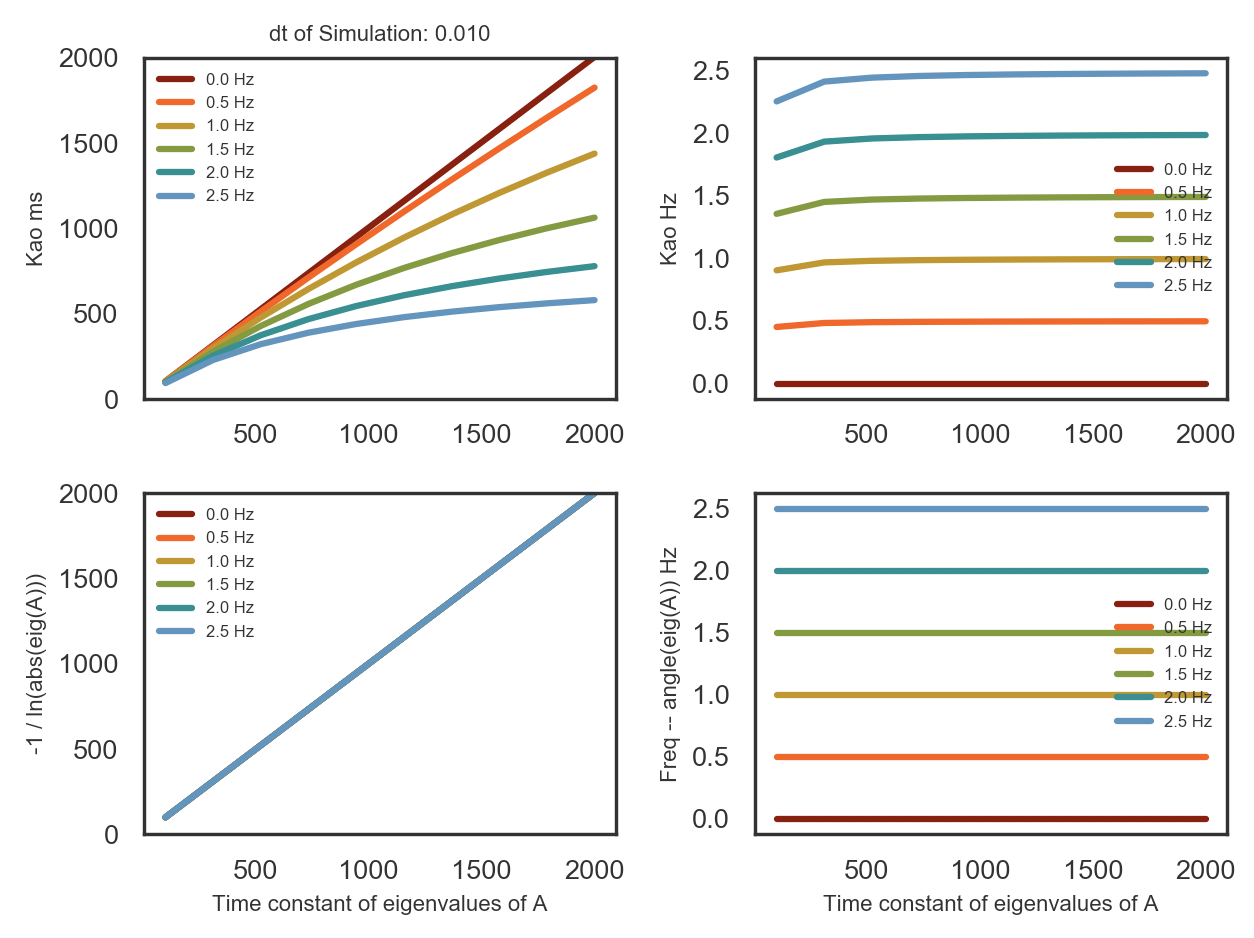 dt of Simulation: 0.010
2000
1500
1000
500
0
Kao ms
0.0 Hz
0.5 Hz
1.0 Hz
1.5 Hz
2.0 Hz
2.5 Hz
500 1000 1500 2000
2.5
2.0
1.5
1.0
0.5
0.0
Kao Hz
0.0 Hz
0.5 Hz
1.0 Hz
1.5 Hz
2.0 Hz
2.5 Hz
500 1000 1500 2000
2000
1500
1000
500
0
-1 / ln(abs(eig(A)))
0.0 Hz
0.5 Hz
1.0 Hz
1.5 Hz
2.0 Hz
2.5 Hz
500 1000 1500 2000
Time constant of eigenvalues of A
2.5
2.0
1.5
1.0
0.5
0.0
Freq -- angle(eig(A)) Hz
0.0 Hz
0.5 Hz
1.0 Hz
1.5 Hz
2.0 Hz
2.5 Hz
500 1000 1500 2000
Time constant of eigenvalues of A